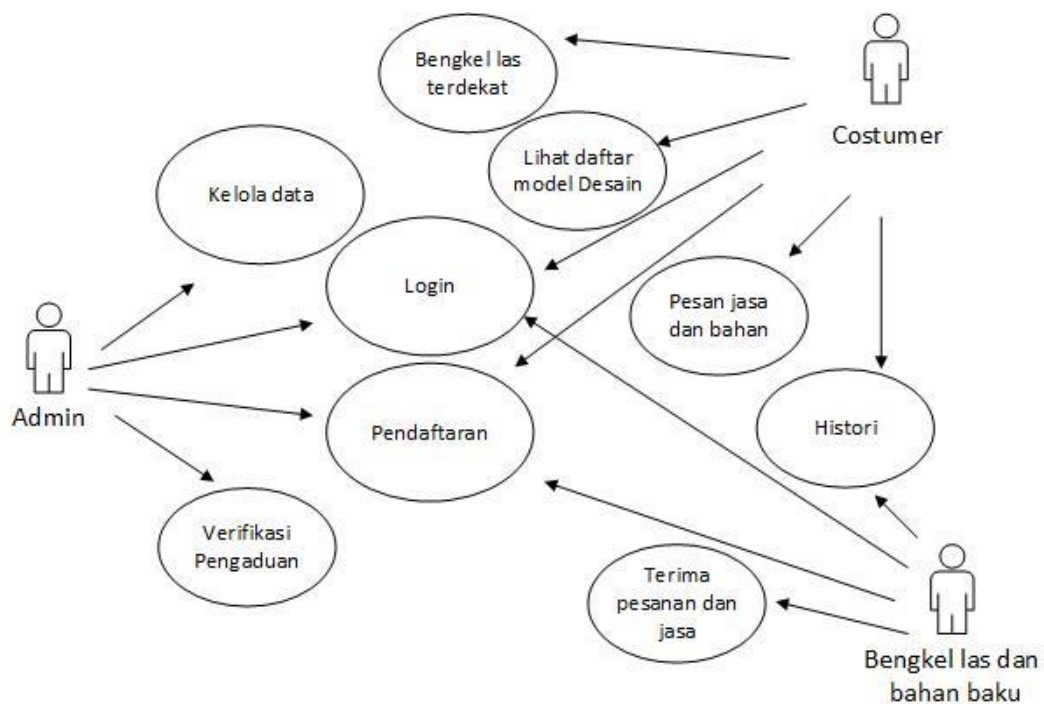 Bengkel las
terdekat
Costumer
Lihat daftar
model Desain
Kelola data
Login
Pesan jasa
dan bahan
Admin
Pendaftaran
Histori
Verifikasi
Pengaduan
Terima
pesanan dan
jasa
Bengkel las dan
bahan baku